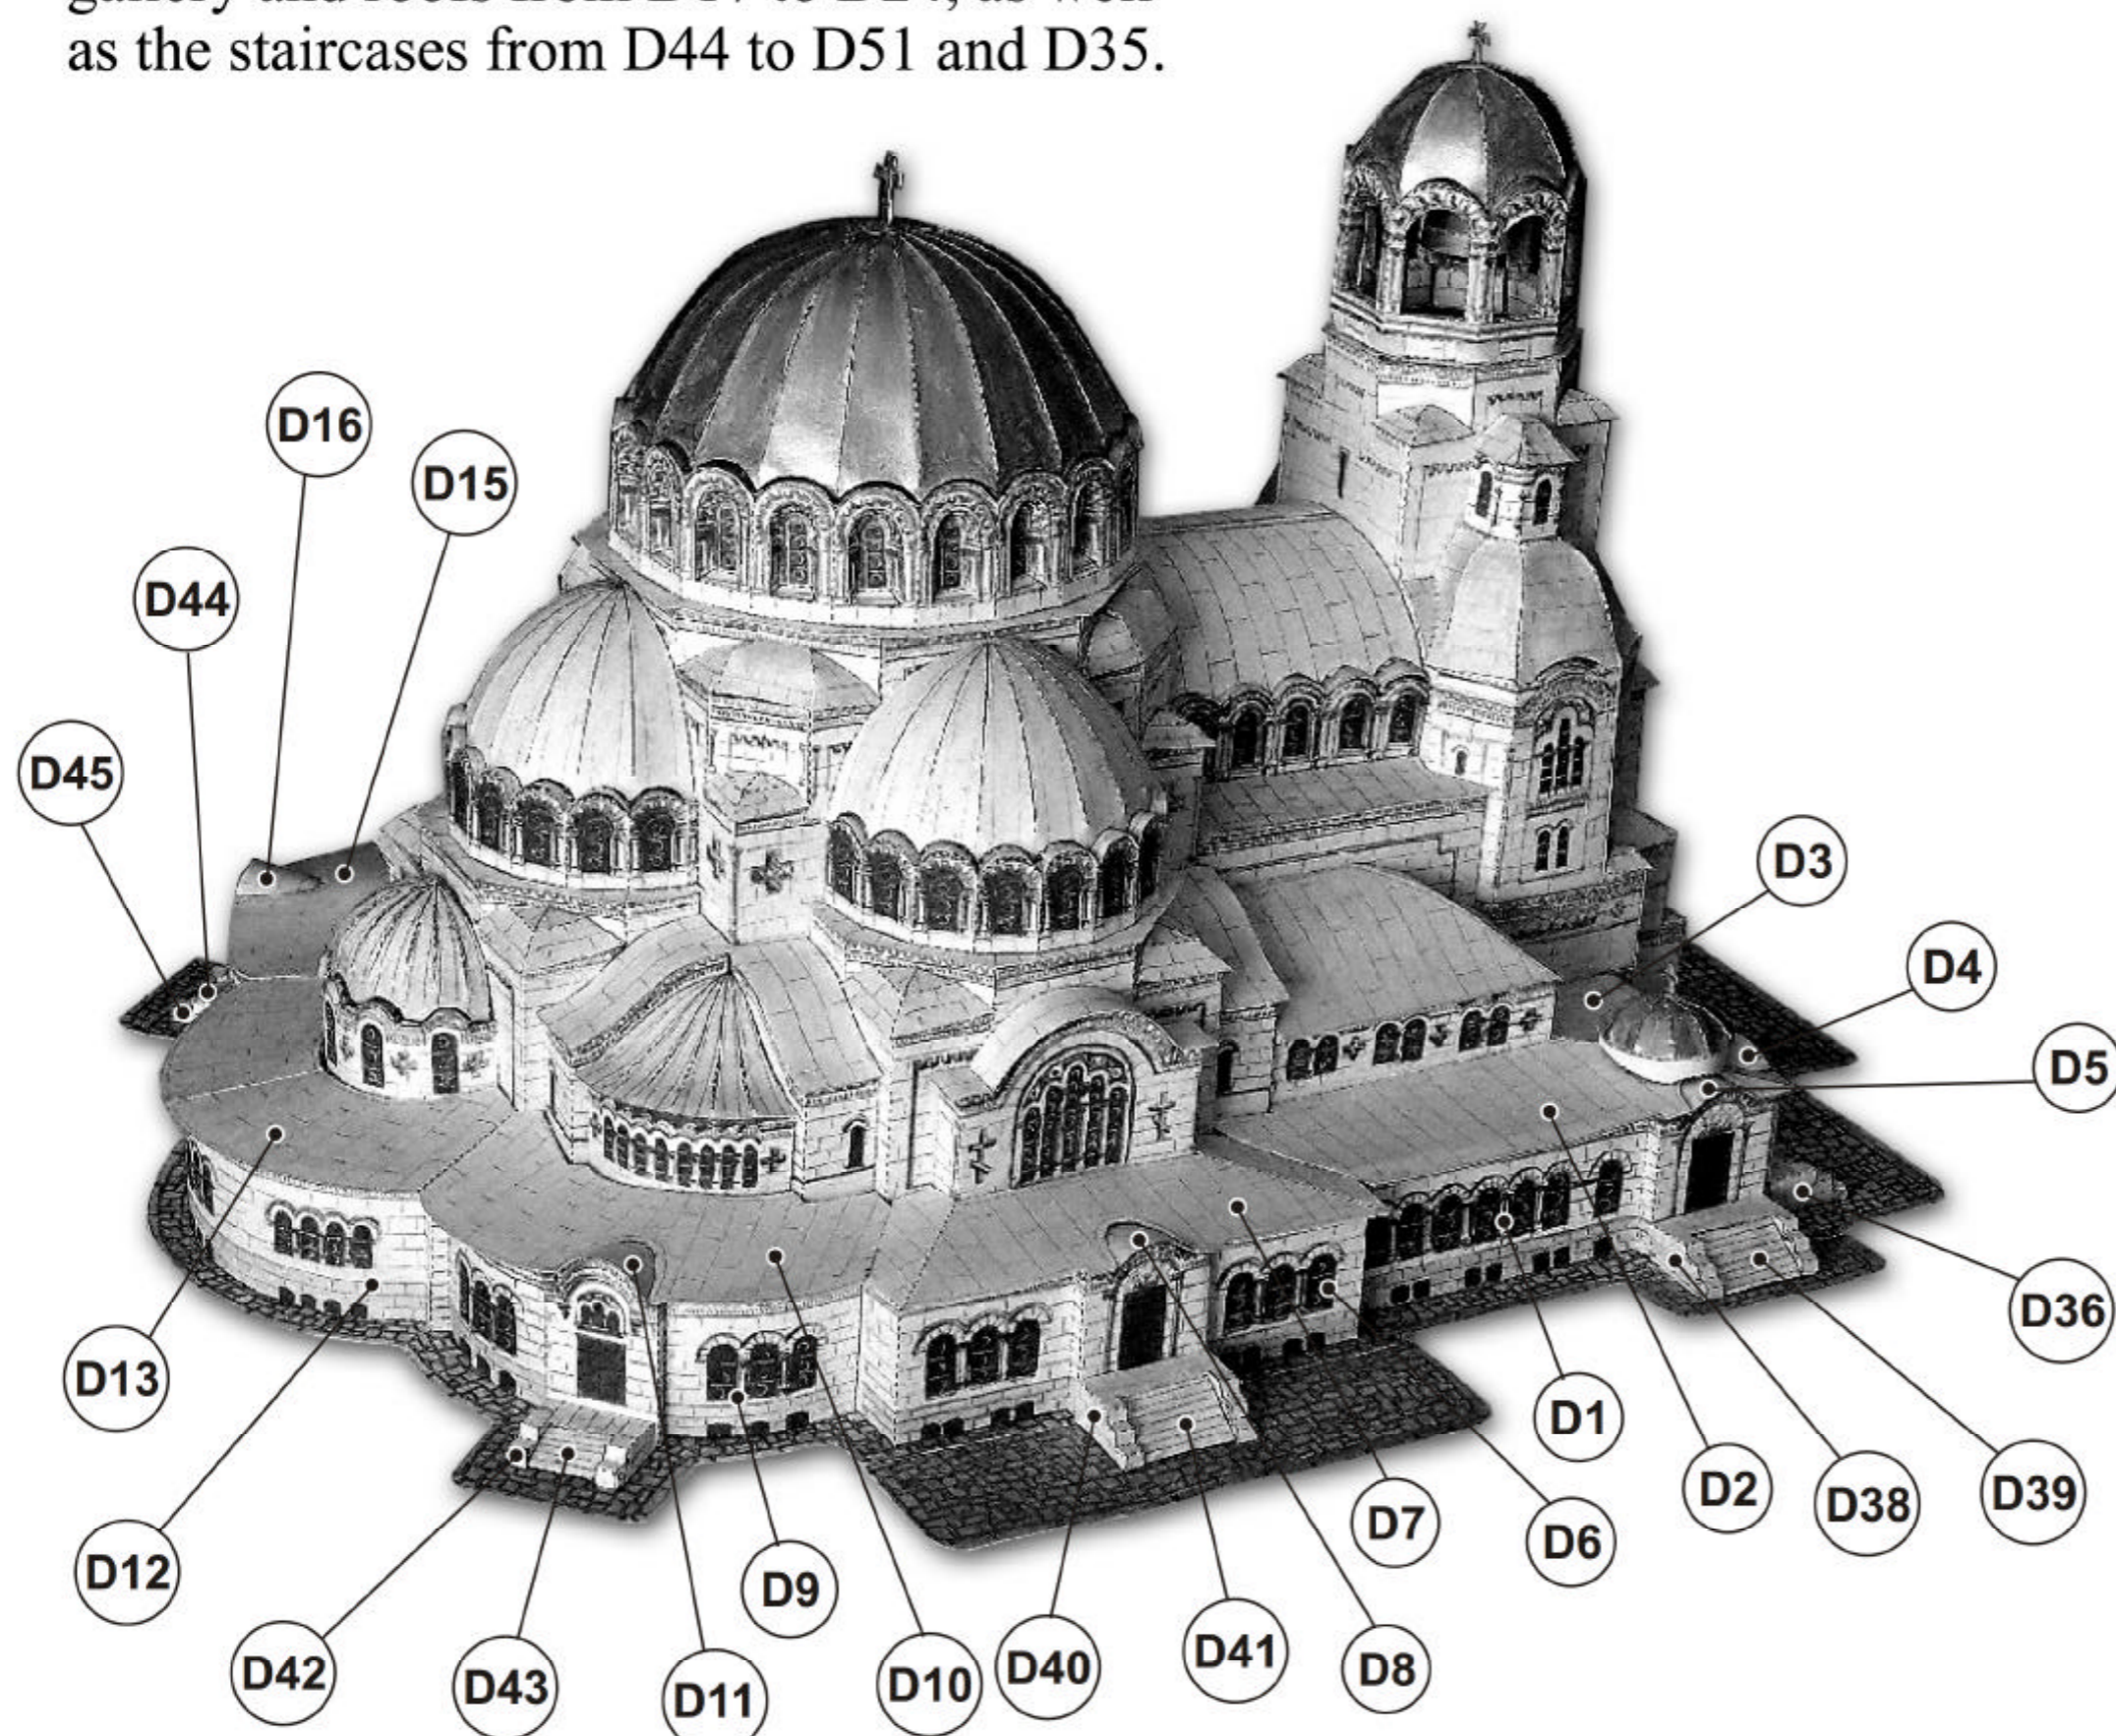 as the staircases from D44 to D51 and D35.
D16
D15
D44
D45
D3
D4
D5
D36
D13
D1
D2
D38
D39
D7
D6
D12
D9
D42
D43
D11
D10
D40
D41
D8